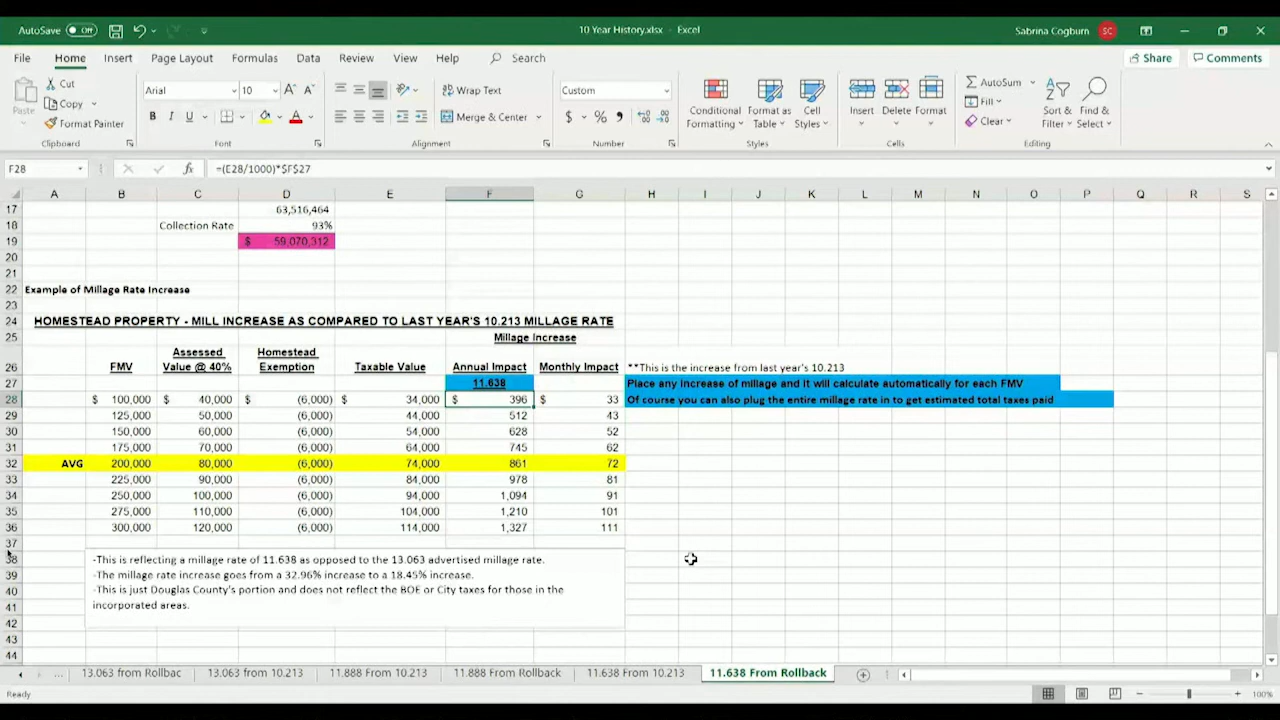 AutoSave Off 10 Year History.xlsx - Excel Sabrina Cogburn SC
File Home Insert Page Layout Formulas Data Review View Help Search Share Comments
Paste Cut Copy Format Painter Clipboard
Arial 10 A A B I U A Font
Wrap Text Merge & Center Alignment
Custom $ % Number
Conditional Formatting Format as Table Cell Styles Styles
Insert Delete Format Cells
AutoSum Fill Clear Sort & Filter Find & Select Editing
F28 fx =(E28/1000)*$F$27
A B C D E F G H I J K L M N O P Q R S
17 63,516,464
18 Collection Rate 93%
19 $ 59,070,312
20
21
22 Example of Millage Rate Increase
23
24 HOMESTEAD PROPERTY - MILL INCREASE AS COMPARED TO LAST YEAR'S 10.213 MILLAGE RATE
25 Millage Increase
Assessed Homestead
26 FMV Value @ 40% Exemption Taxable Value Annual Impact Monthly Impact **This is the increase from last year's 10.213
27 11.638 Place any increase of millage and it will calculate automatically for each FMV
28 $ 100,000 $ 40,000 $ (6,000) $ 34,000 $ 396 $ 33 Of course you can also plug the entire millage rate in to get estimated total taxes paid
29 125,000 50,000 (6,000) 44,000 512 43
30 150,000 60,000 (6,000) 54,000 628 52
31 175,000 70,000 (6,000) 64,000 745 62
32 AVG 200,000 80,000 (6,000) 74,000 861 72
33 225,000 90,000 (6,000) 84,000 978 81
34 250,000 100,000 (6,000) 94,000 1,094 91
35 275,000 110,000 (6,000) 104,000 1,210 101
36 300,000 120,000 (6,000) 114,000 1,327 111
37
38 -This is reflecting a millage rate of 11.638 as opposed to the 13.063 advertised millage rate.
39 -The millage rate increase goes from a 32.96% increase to a 18.45% increase.
40 -This is just Douglas County's portion and does not reflect the BOE or City taxes for those in the
41 incorporated areas.
42
43
44
... 13.063 from Rollbac 13.063 from 10.213 11.888 From 10.213 11.888 From Rollback 11.638 From 10.213 11.638 From Rollback
Ready 100%